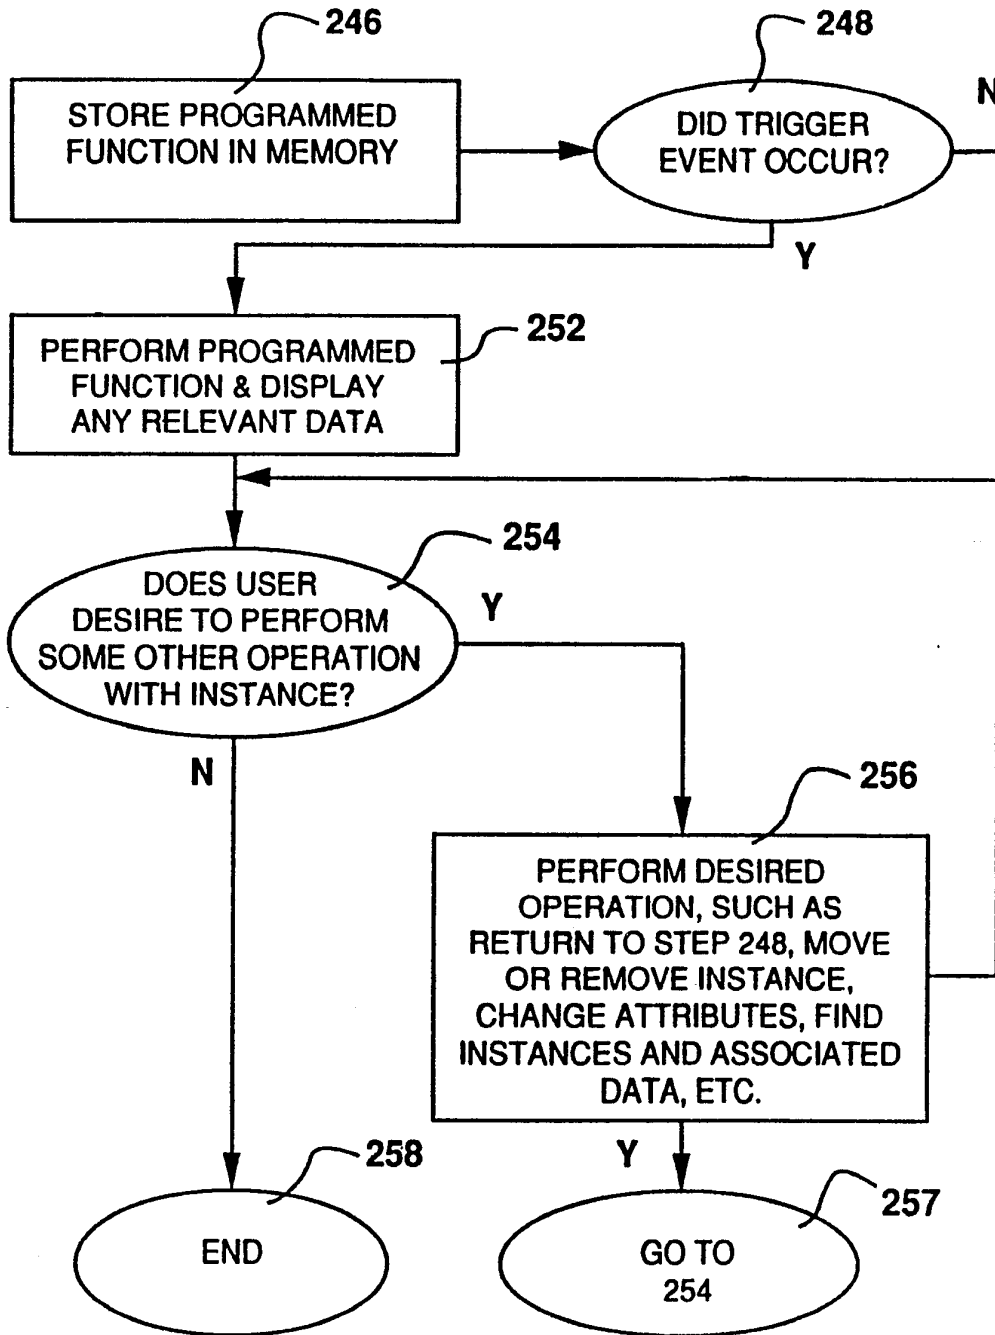 246
STORE PROGRAMMED
FUNCTION IN MEMORY
248
DID TRIGGER
EVENT OCCUR?
N
Y
252
PERFORM PROGRAMMED
FUNCTION & DISPLAY
ANY RELEVANT DATA
254
DOES USER
DESIRE TO PERFORM
SOME OTHER OPERATION
WITH INSTANCE?
Y
N
256
PERFORM DESIRED
OPERATION, SUCH AS
RETURN TO STEP 248, MOVE
OR REMOVE INSTANCE,
CHANGE ATTRIBUTES, FIND
INSTANCES AND ASSOCIATED
DATA, ETC.
Y
258
END
257
GO TO
254